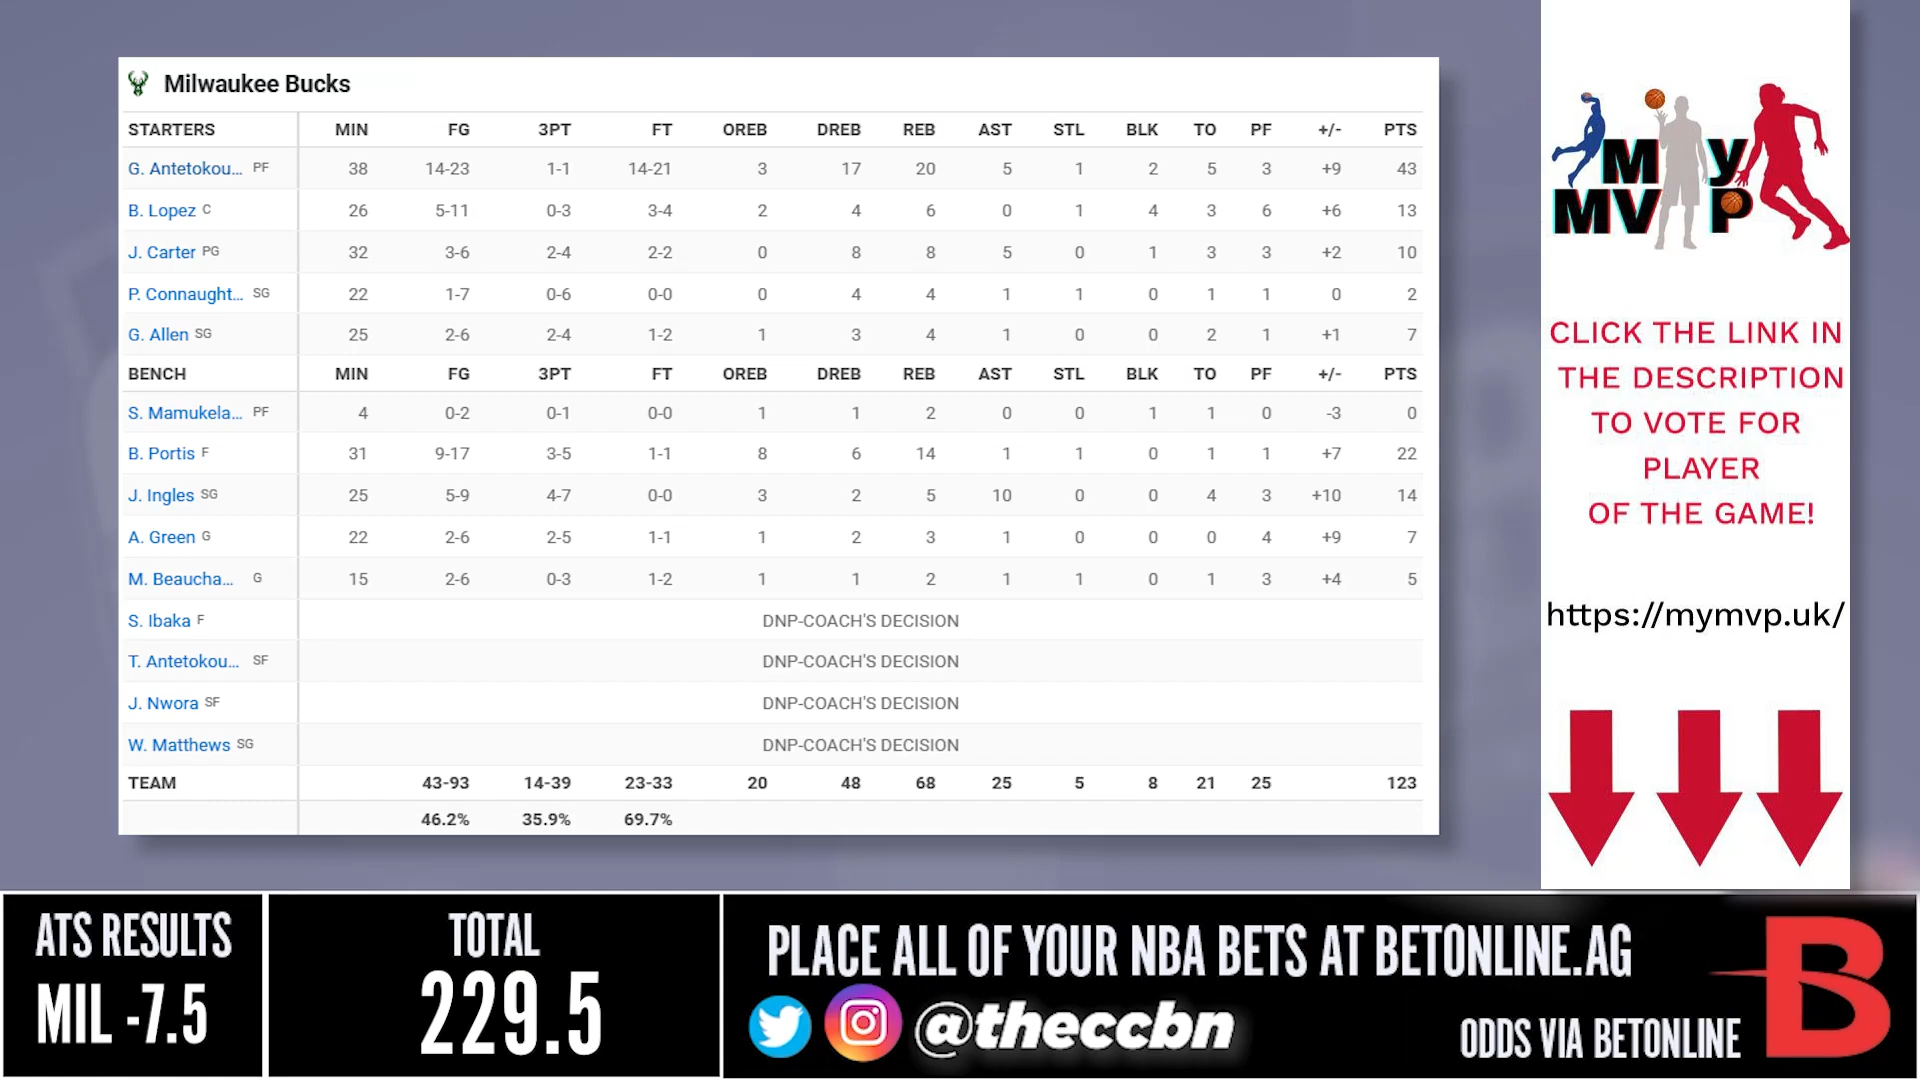 Milwaukee Bucks
STARTERS MIN FG 3PT FT OREB DREB REB AST STL BLK TO PF +/- PTS
G. Antetokou... PF 38 14-23 1-1 14-21 3 17 20 5 1 2 5 3 +9 43
B. Lopez C 26 5-11 0-3 3-4 2 4 6 0 1 4 3 6 +6 13
J. Carter PG 32 3-6 2-4 2-2 0 8 8 5 0 1 3 3 +2 10
P. Connaught... SG 22 1-7 0-6 0-0 0 4 4 1 1 0 1 1 0 2
G. Allen SG 25 2-6 2-4 1-2 1 3 4 1 0 0 2 1 +1 7
BENCH MIN FG 3PT FT OREB DREB REB AST STL BLK TO PF +/- PTS
S. Mamukela... PF 4 0-2 0-1 0-0 1 1 2 0 0 1 1 0 -3 0
B. Portis F 31 9-17 3-5 1-1 8 6 14 1 1 0 1 1 +7 22
J. Ingles SG 25 5-9 4-7 0-0 3 2 5 10 0 0 4 3 +10 14
A. Green G 22 2-6 2-5 1-1 1 2 3 1 0 0 0 4 +9 7
M. Beaucha... G 15 2-6 0-3 1-2 1 1 2 1 1 0 1 3 +4 5
S. Ibaka F DNP-COACH'S DECISION
T. Antetokou... SF DNP-COACH'S DECISION
J. Nwora SF DNP-COACH'S DECISION
W. Matthews SG DNP-COACH'S DECISION
TEAM 43-93 14-39 23-33 20 48 68 25 5 8 21 25 123
46.2% 35.9% 69.7%
My
MVP
CLICK THE LINK IN
THE DESCRIPTION
TO VOTE FOR
PLAYER
OF THE GAME!
https://mymvp.uk/
ATS RESULTS
MIL -7.5
TOTAL
229.5
PLACE ALL OF YOUR NBA BETS AT BETONLINE.AG
@theccbn
ODDS VIA BETONLINE
B